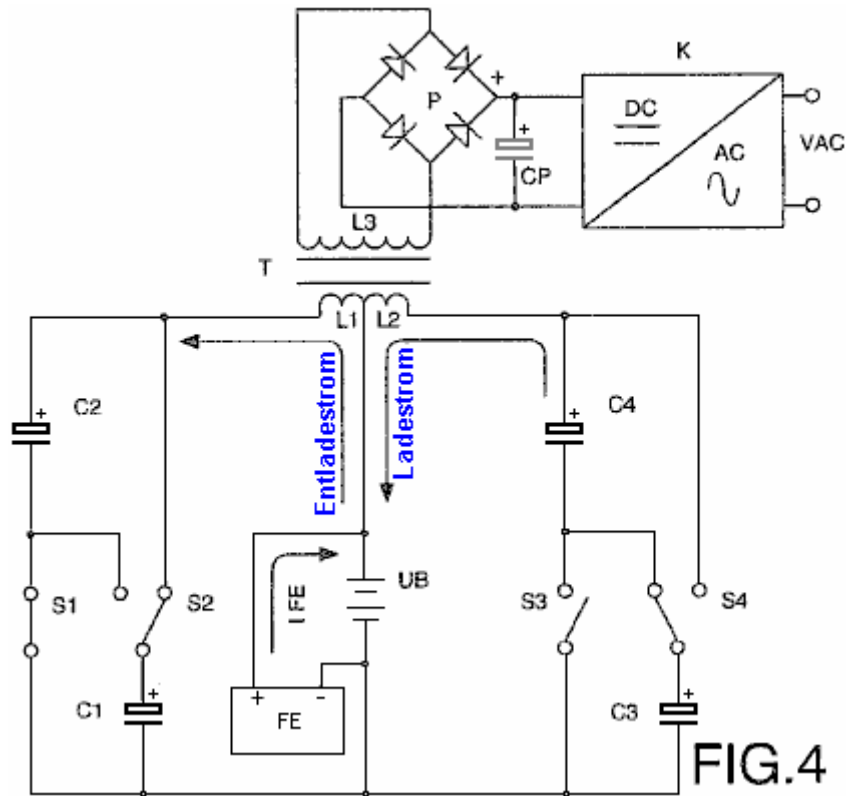 K
+
P
DC
+
CP
AC
VAC
L3
T
L1
L2
Entladestrom
Ladestrom
C2
+
C4
+
S1
S2
I FE
UB
S3
S4
+
C1
+ -
FE
C3
+
FIG.4